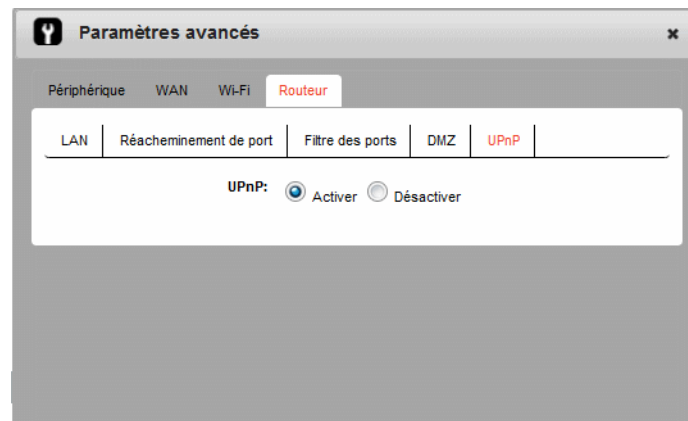 Paramètres avancés
Périphérique WAN Wi-Fi Routeur
LAN Réacheminement de port Filtre des ports DMZ UPnP
UPnP: Activer Désactiver